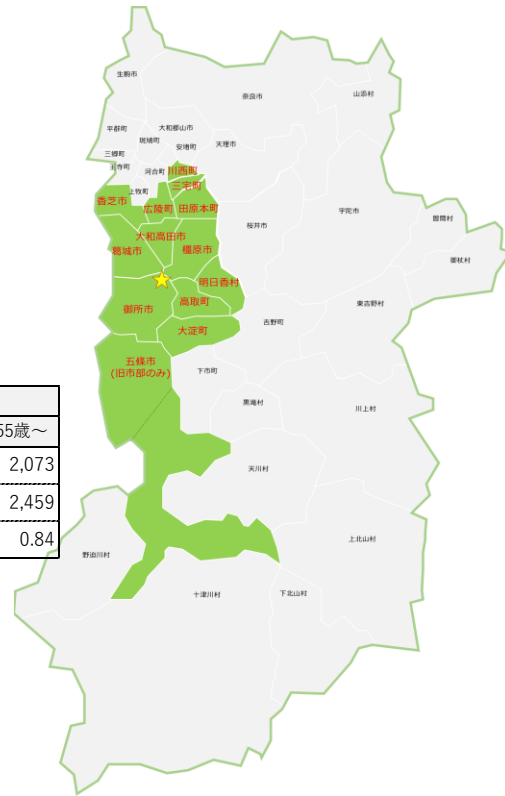 生駒市
奈良市
山添村
平群町
大和郡山市
斑鳩町
安堵町
天理市
三郷町
王寺町
河合町
川西町
三宅町
上牧町
香芝市
広陵町
田原本町
宇陀市
曽爾村
桜井市
大和高田市
葛城市
橿原市
御杖村
明日香村
高取町
東吉野村
御所市
吉野町
大淀町
五條市
(旧市部のみ)
下市町
黒滝村
川上村
55歳～
2,073
天川村
2,459
0.84
上北山村
野迫川村
十津川村
下北山村